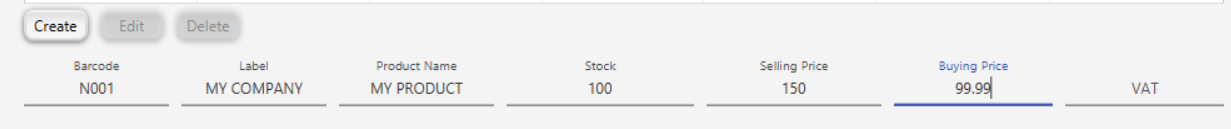 Create Edit Delete
Barcode Label Product Name Stock Selling Price Buying Price
N001 MY COMPANY MY PRODUCT 100 150 99.99 VAT